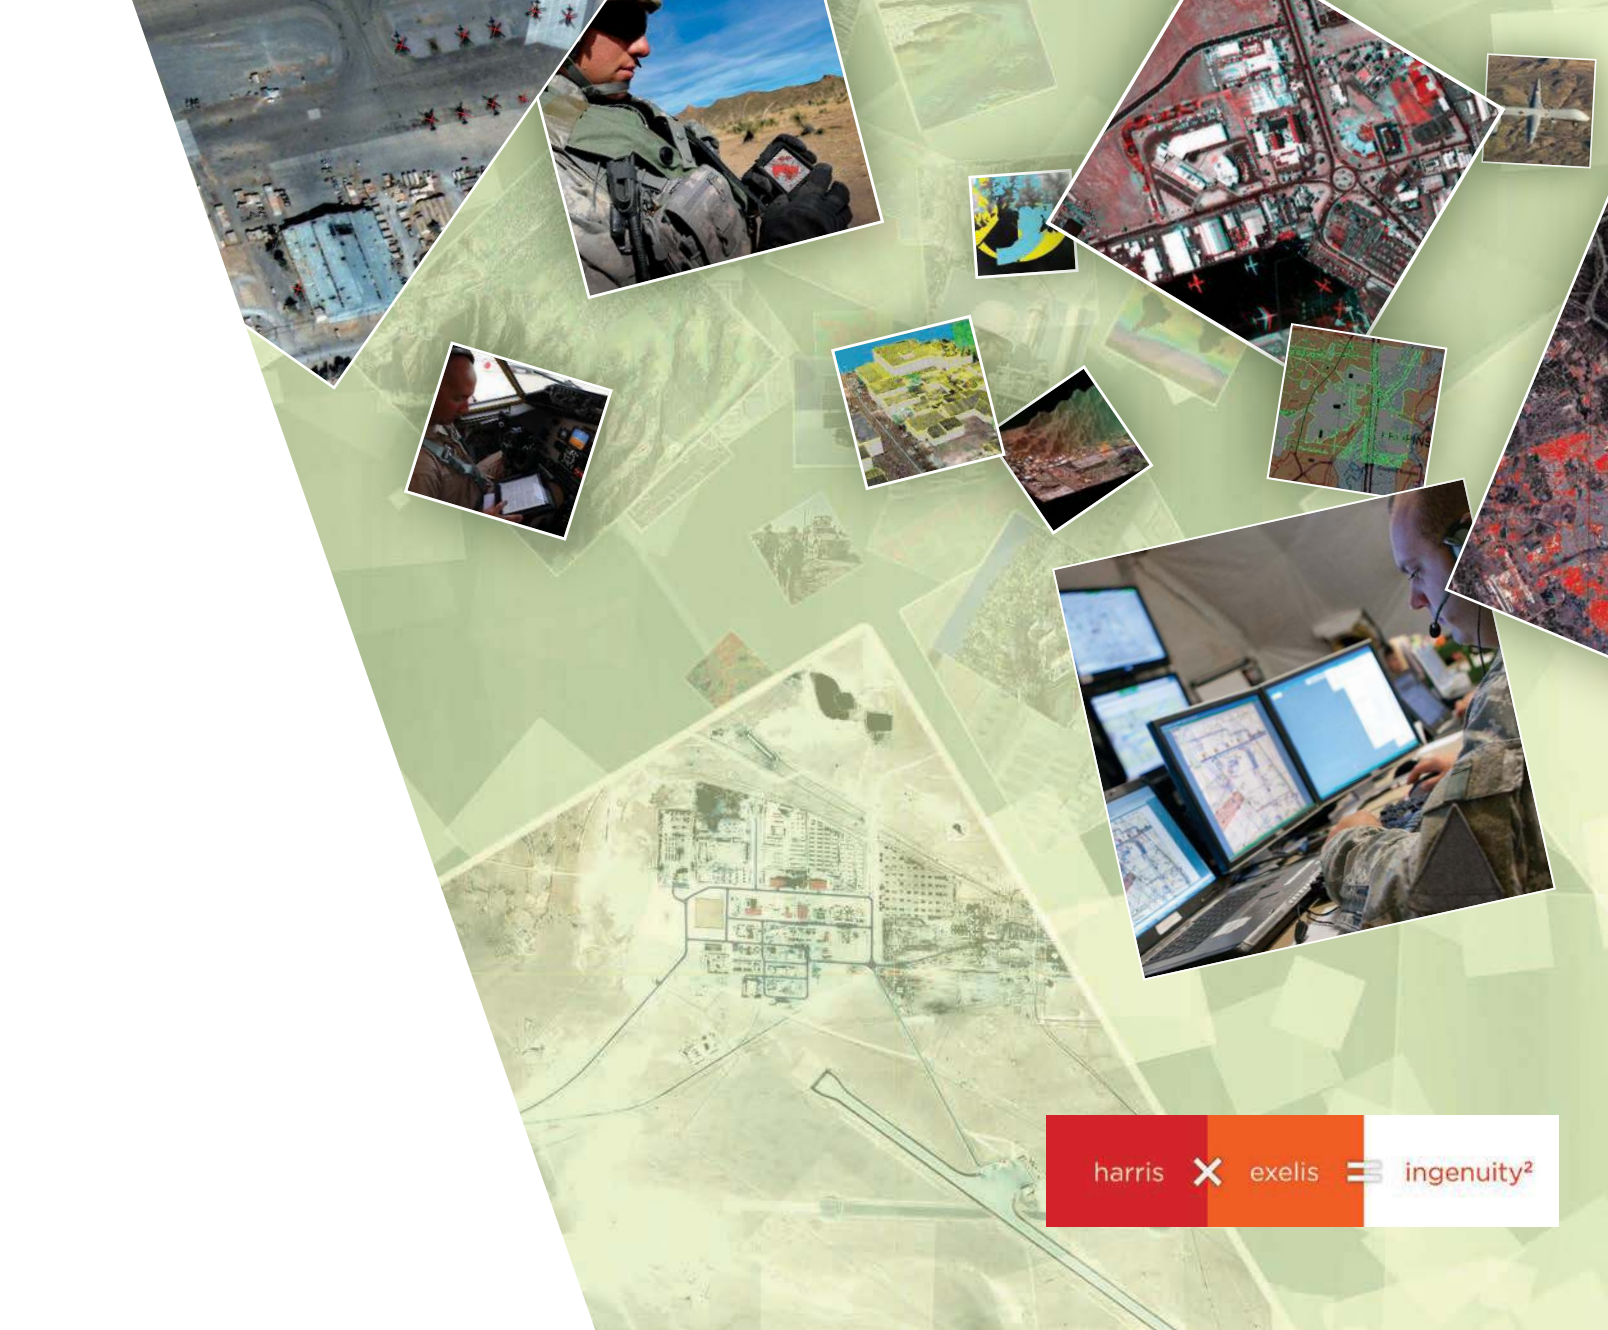 harris × exelis = ingenuity²